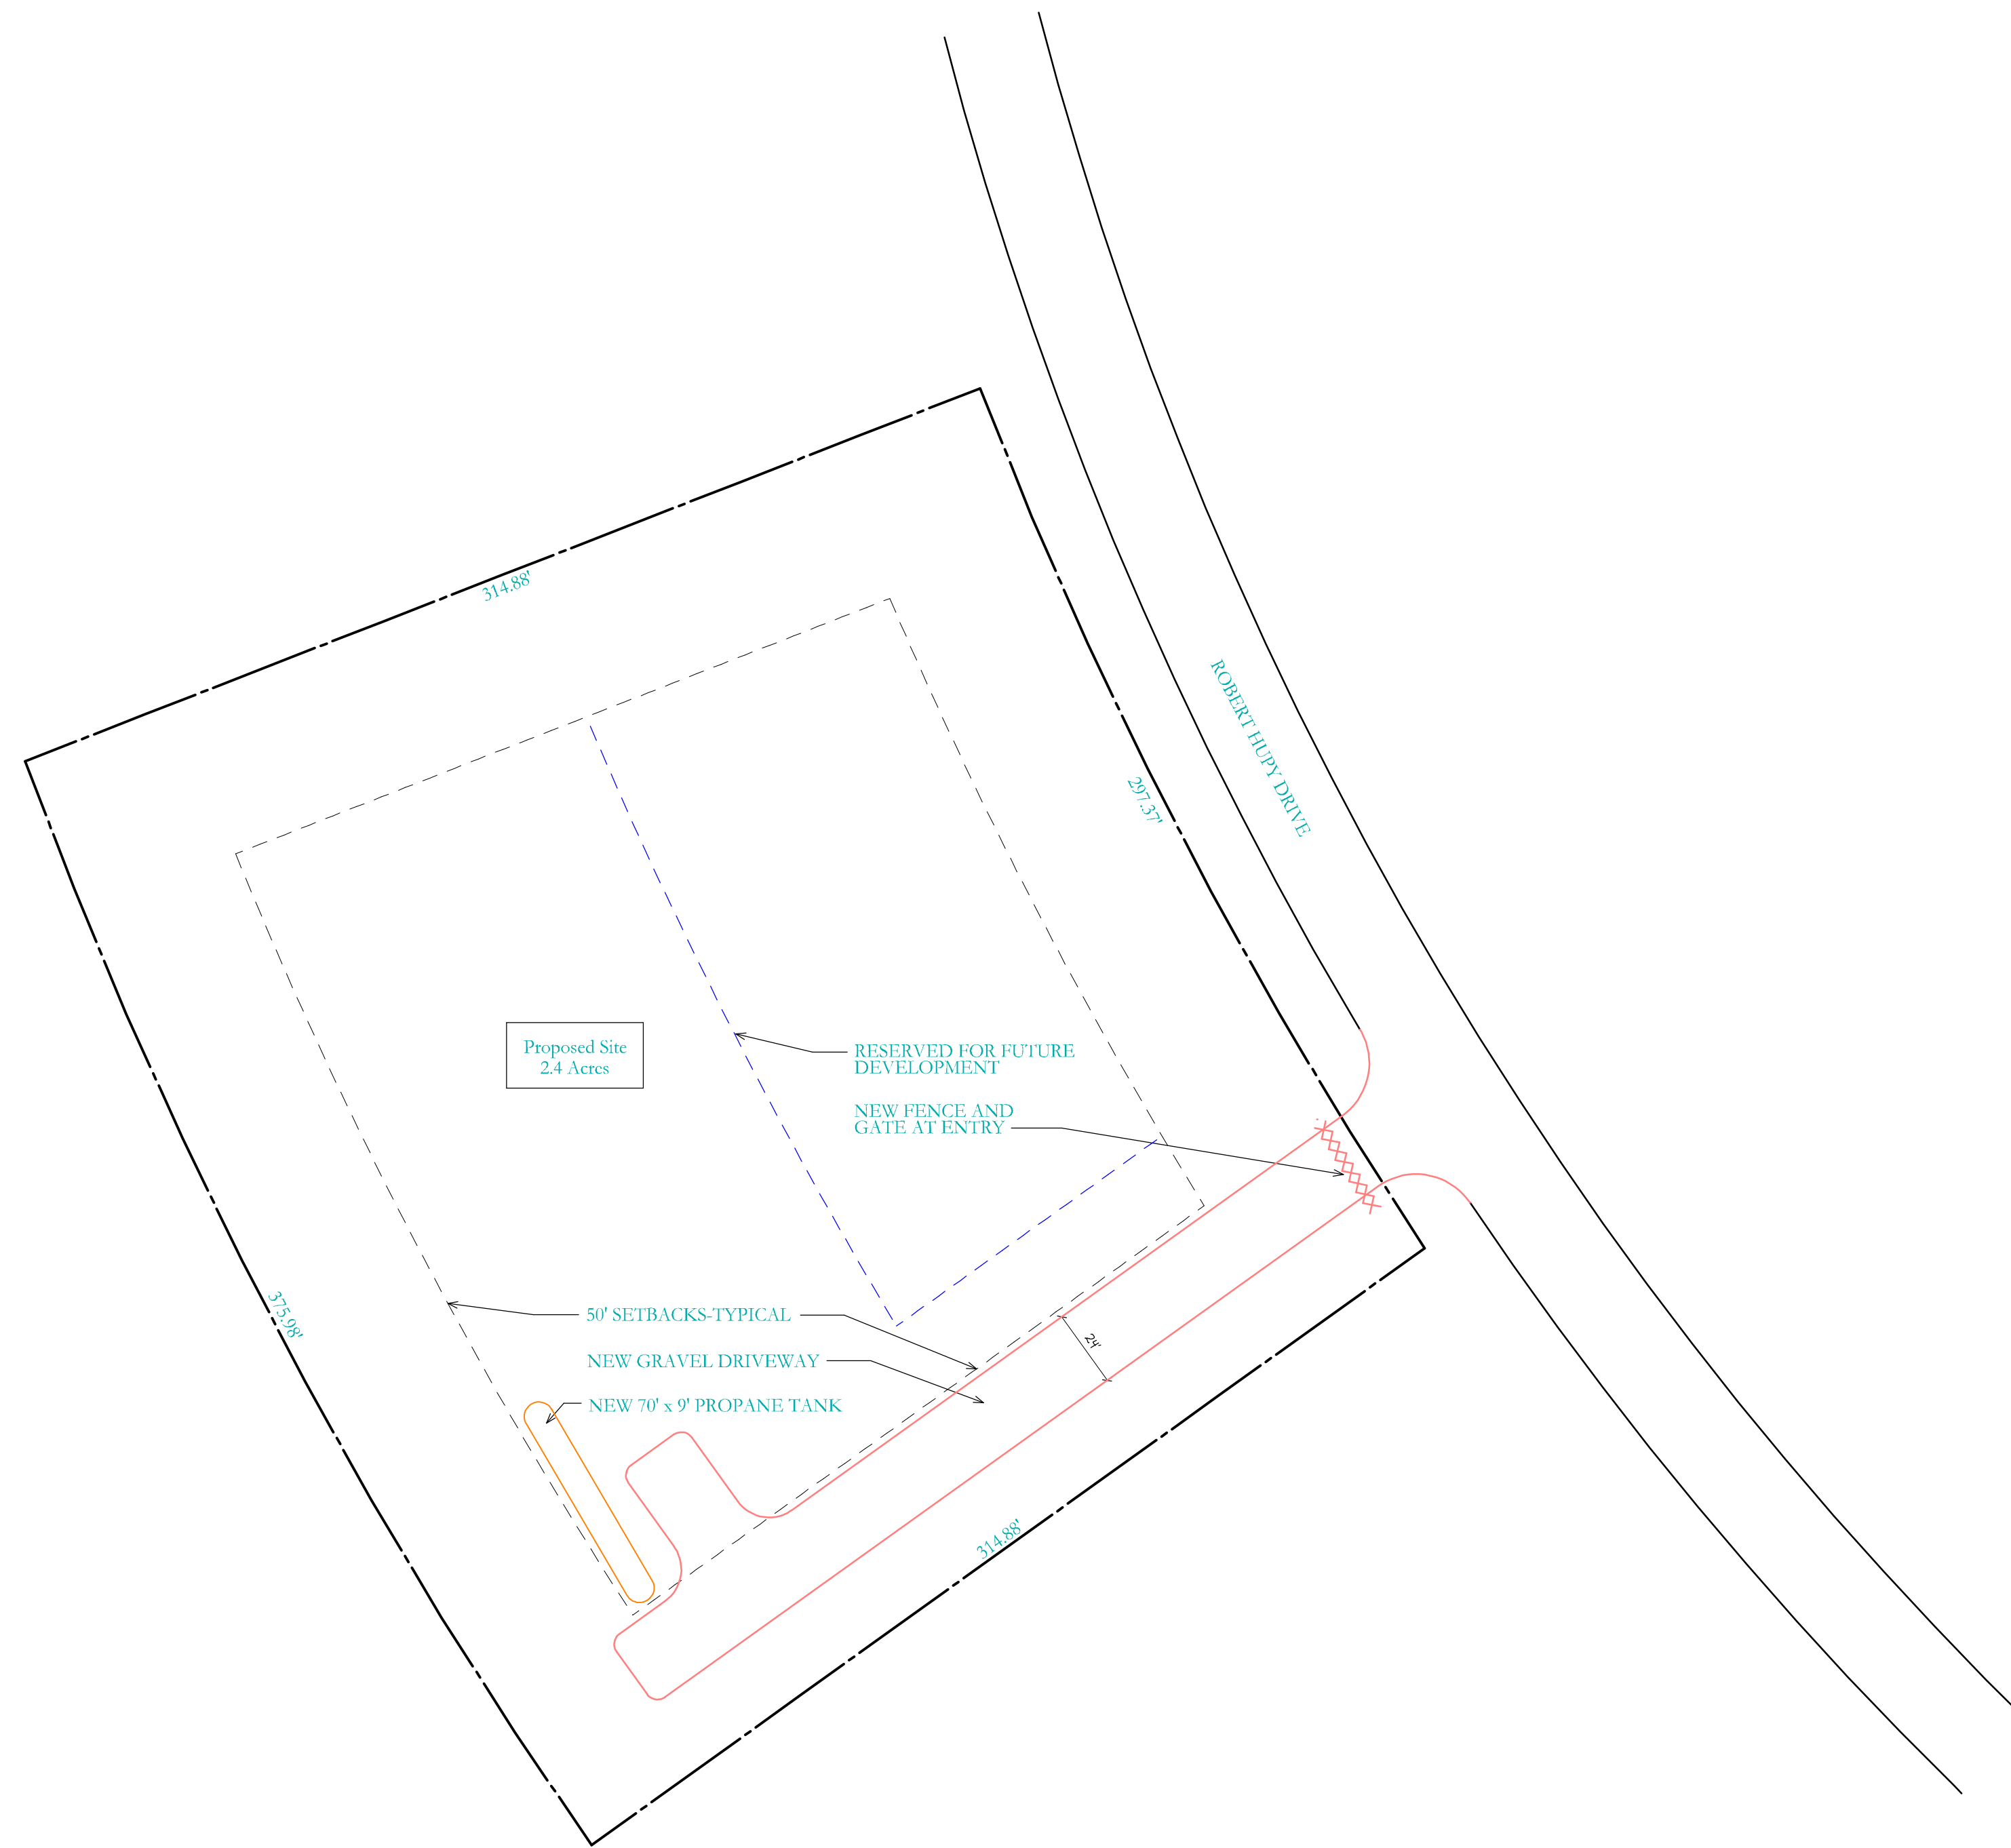 314.88'
ROBERT HUPY DRIVE
297.37'
Proposed Site
2.4 Acres
RESERVED FOR FUTURE
DEVELOPMENT
NEW FENCE AND
GATE AT ENTRY
375.98'
50' SETBACKS-TYPICAL
24'
NEW GRAVEL DRIVEWAY
NEW 70' x 9' PROPANE TANK
314.88'